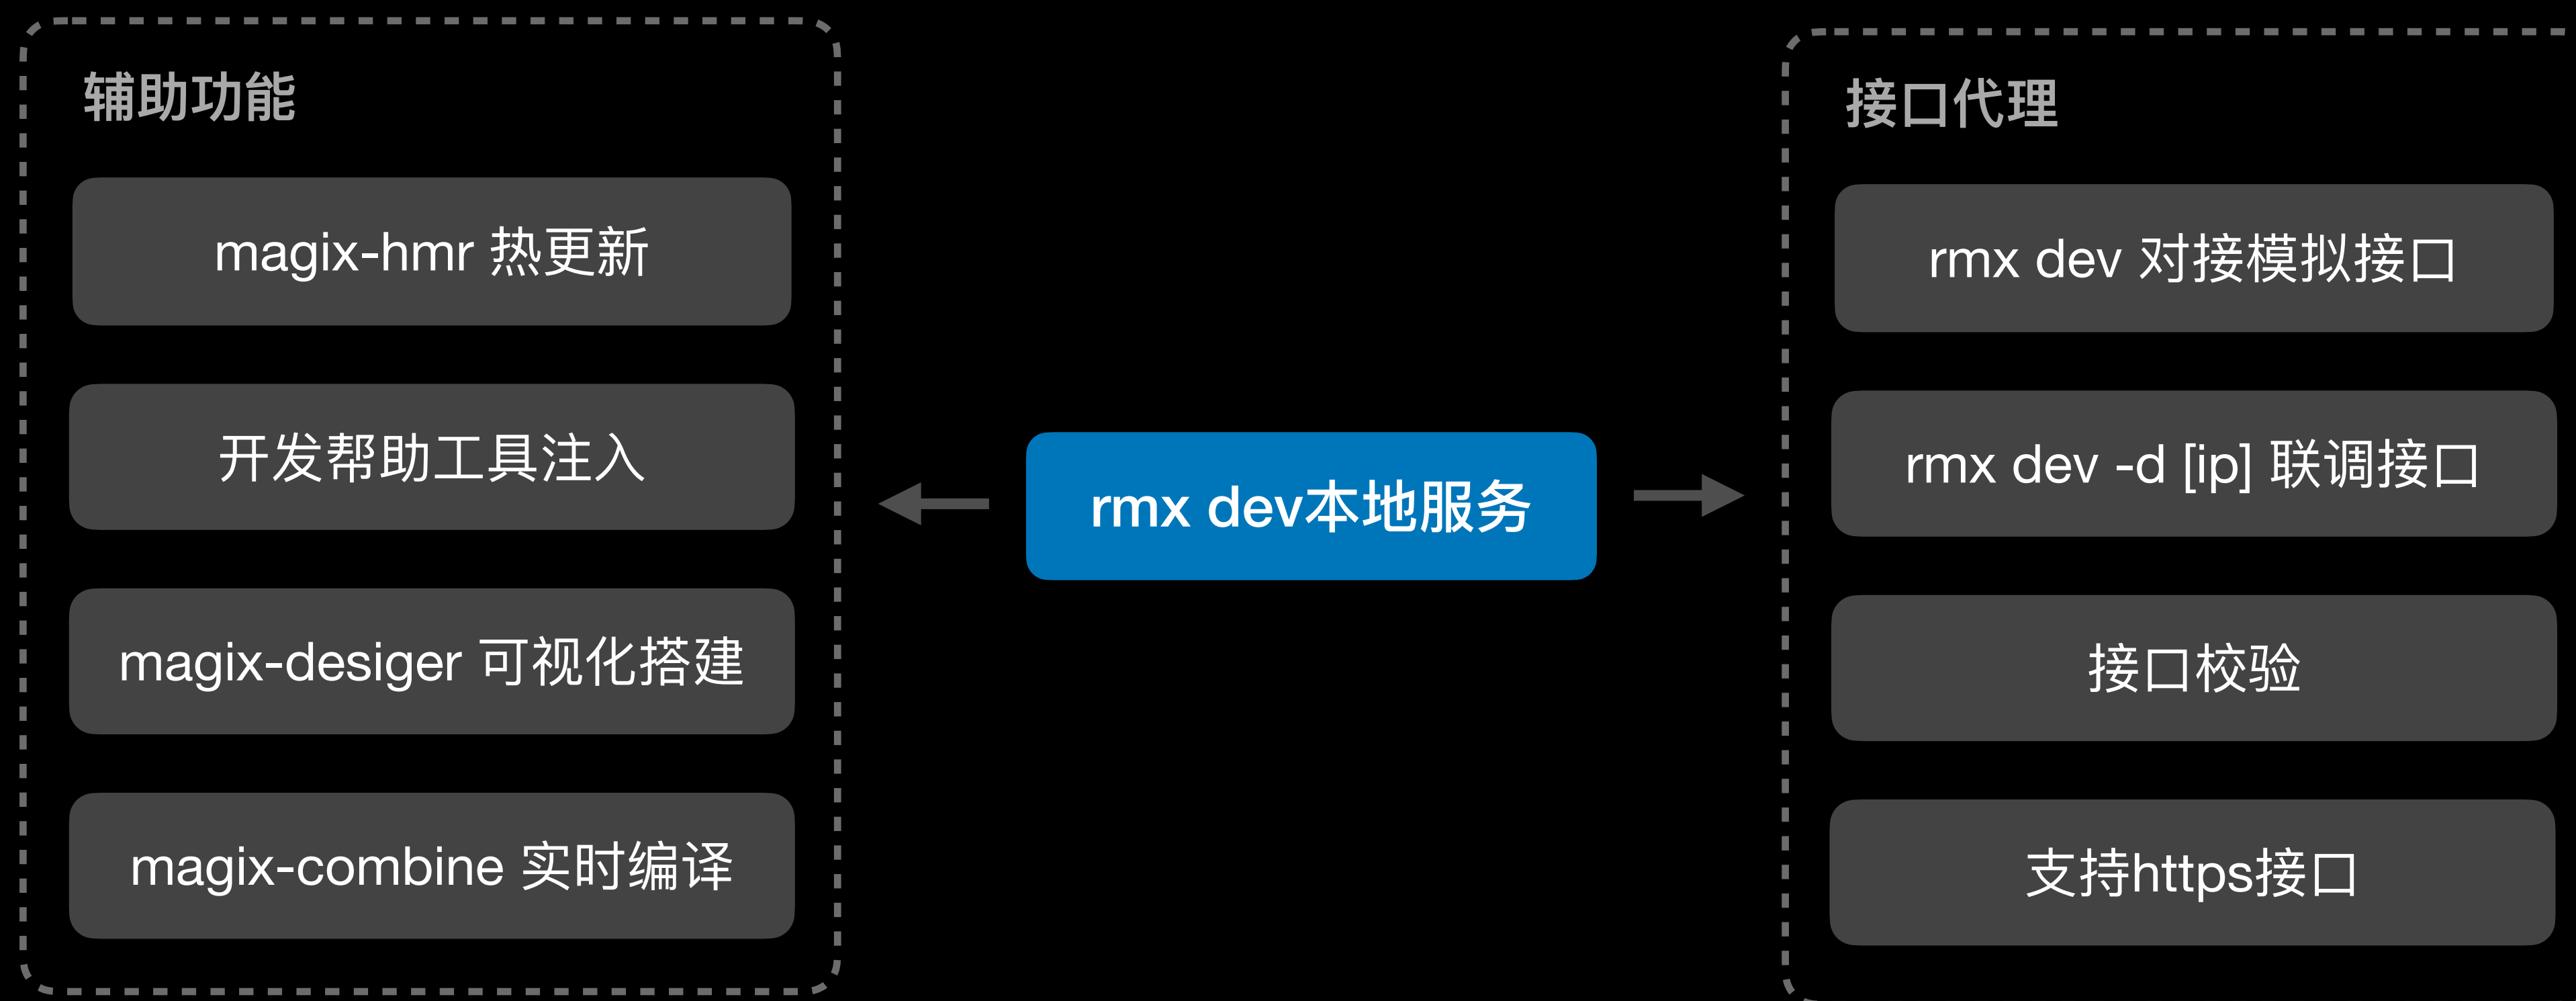 辅助功能
magix-hmr 热更新
开发帮助工具注入
magix-desiger 可视化搭建
magix-combine 实时编译
rmx dev本地服务
接口代理
rmx dev 对接模拟接口
rmx dev -d [ip] 联调接口
接口校验
支持https接口